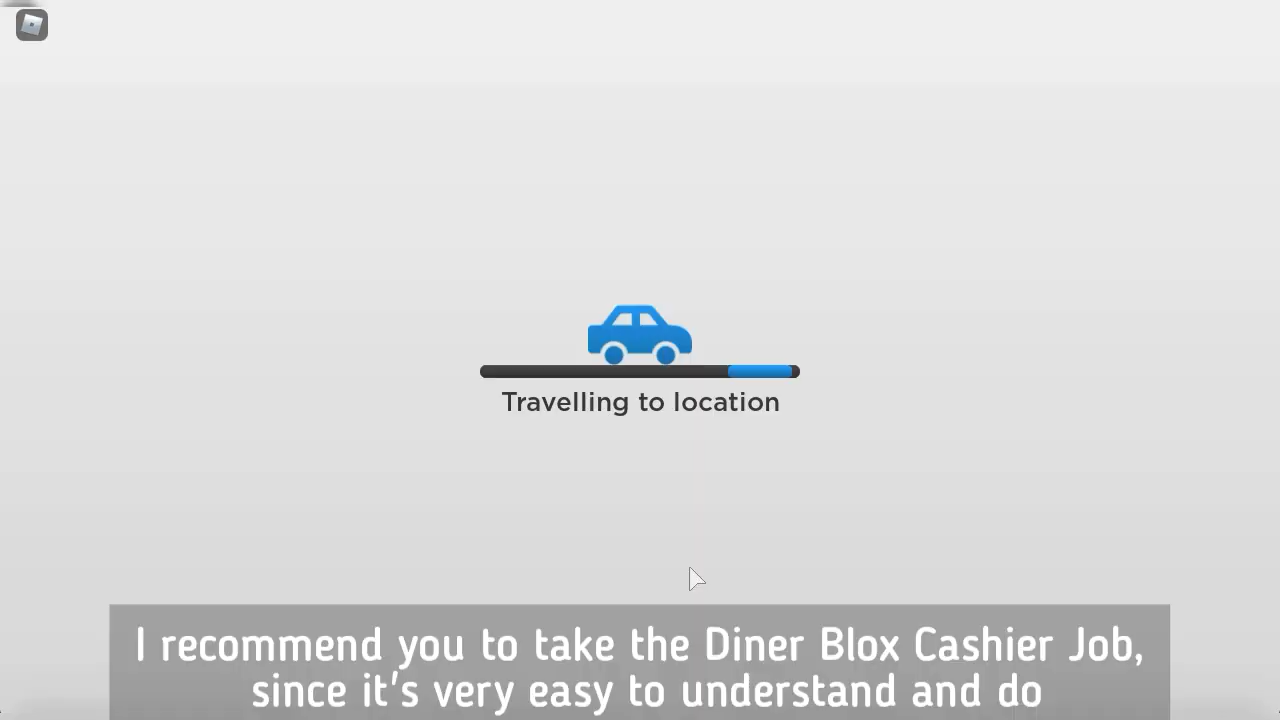 Travelling to location
I recommend you to take the Diner Blox Cashier Job,
since it's very easy to understand and do